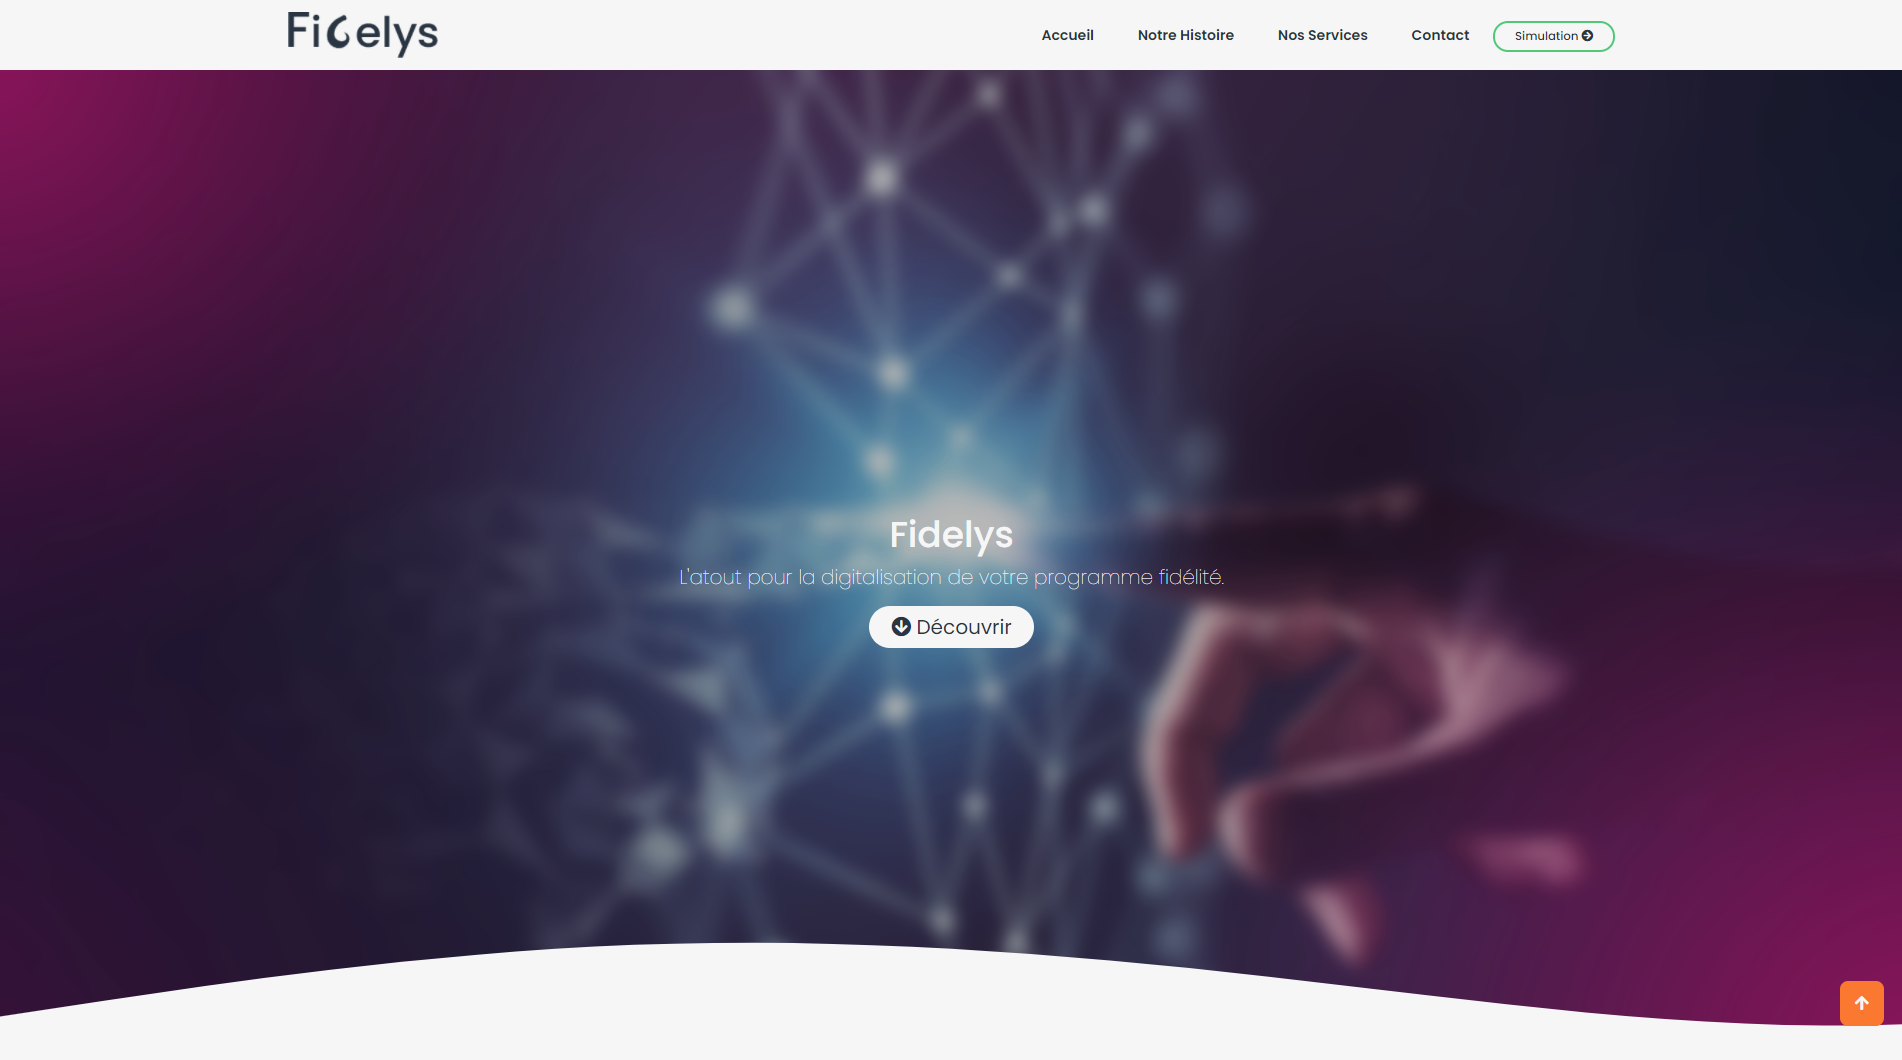 Fidelys
Accueil
Notre Histoire
Nos Services
Contact
Simulation
Fidelys
L'atout pour la digitalisation de votre programme fidélité.
Découvrir